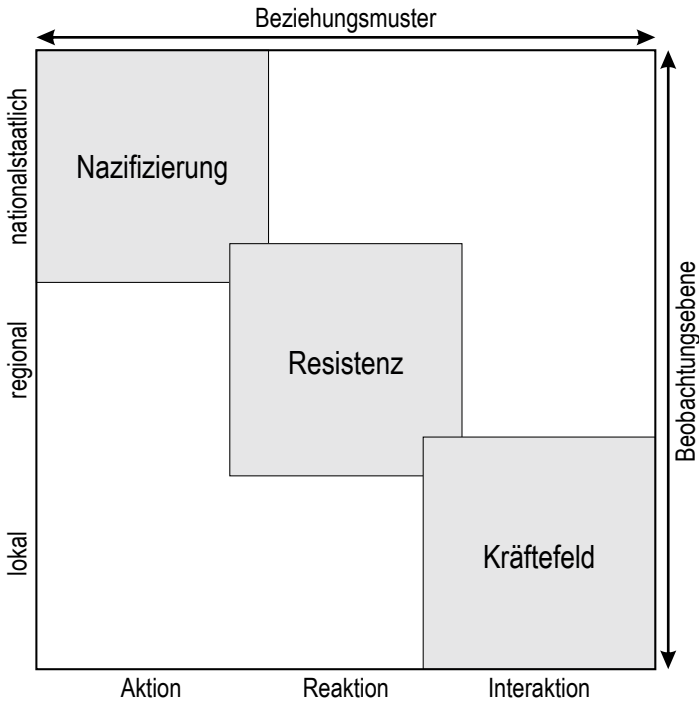 Beziehungsmuster
nationalstaatlich
Nazifizierung
regional
Resistenz
Beobachtungsebene
lokal
Kräftefeld
Aktion
Reaktion
Interaktion